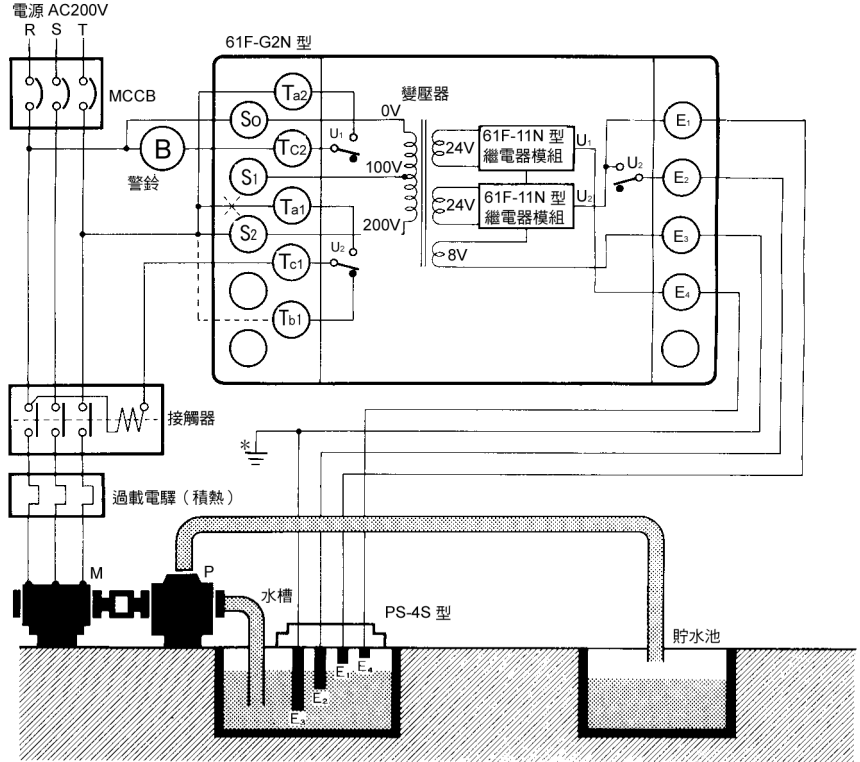 電源 AC200V
R S T
MCCB
B
警鈴
61F-G2N 型
Ta2
S0
Tc2
S1
Ta1
S2
Tc1
Tb1
U1
U2
變壓器
0V
100V
200V
24V
24V
8V
61F-11N 型
繼電器模組
U1
61F-11N 型
繼電器模組
U2
U2
E1
E2
E3
E4
接觸器
*
過載電驛（積熱）
M
P
水槽
PS-4S 型
貯水池
E1
E4
E2
E3